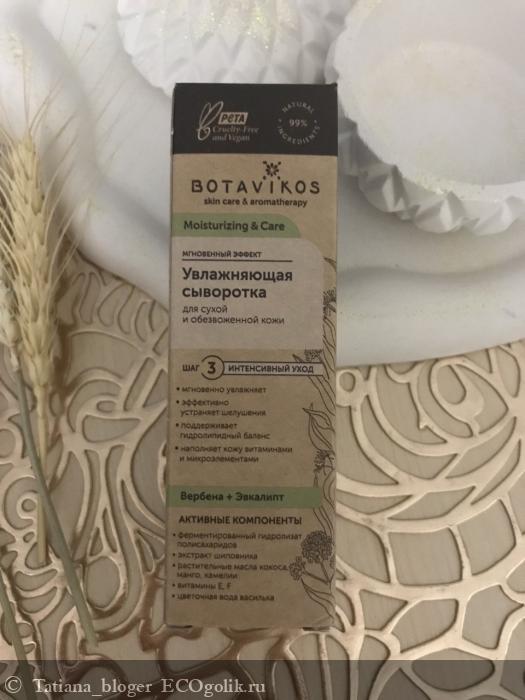 PETA
Cruelty-Free
and Vegan
NATURAL
99%
INGREDIENTS
BOTAVIKOS
skin care & aromatherapy
Moisturizing & Care
МГНОВЕННЫЙ ЭФФЕКТ
Увлажняющая
сыворотка
для сухой
и обезвоженной кожи
ШАГ 3 ИНТЕНСИВНЫЙ УХОД
• мгновенно увлажняет
• эффективно
устраняет шелушения
• поддерживает
гидролипидный баланс
• наполняет кожу витаминами
и микроэлементами
Вербена + Эвкалипт
АКТИВНЫЕ КОМПОНЕНТЫ
• ферментированный гидролизат
полисахаридов
• экстракт шиповника
• растительные масла кокоса,
манго, камелии
• витамины E, F
• цветочная вода василька
© Tatiana_bloger ECOgolik.ru